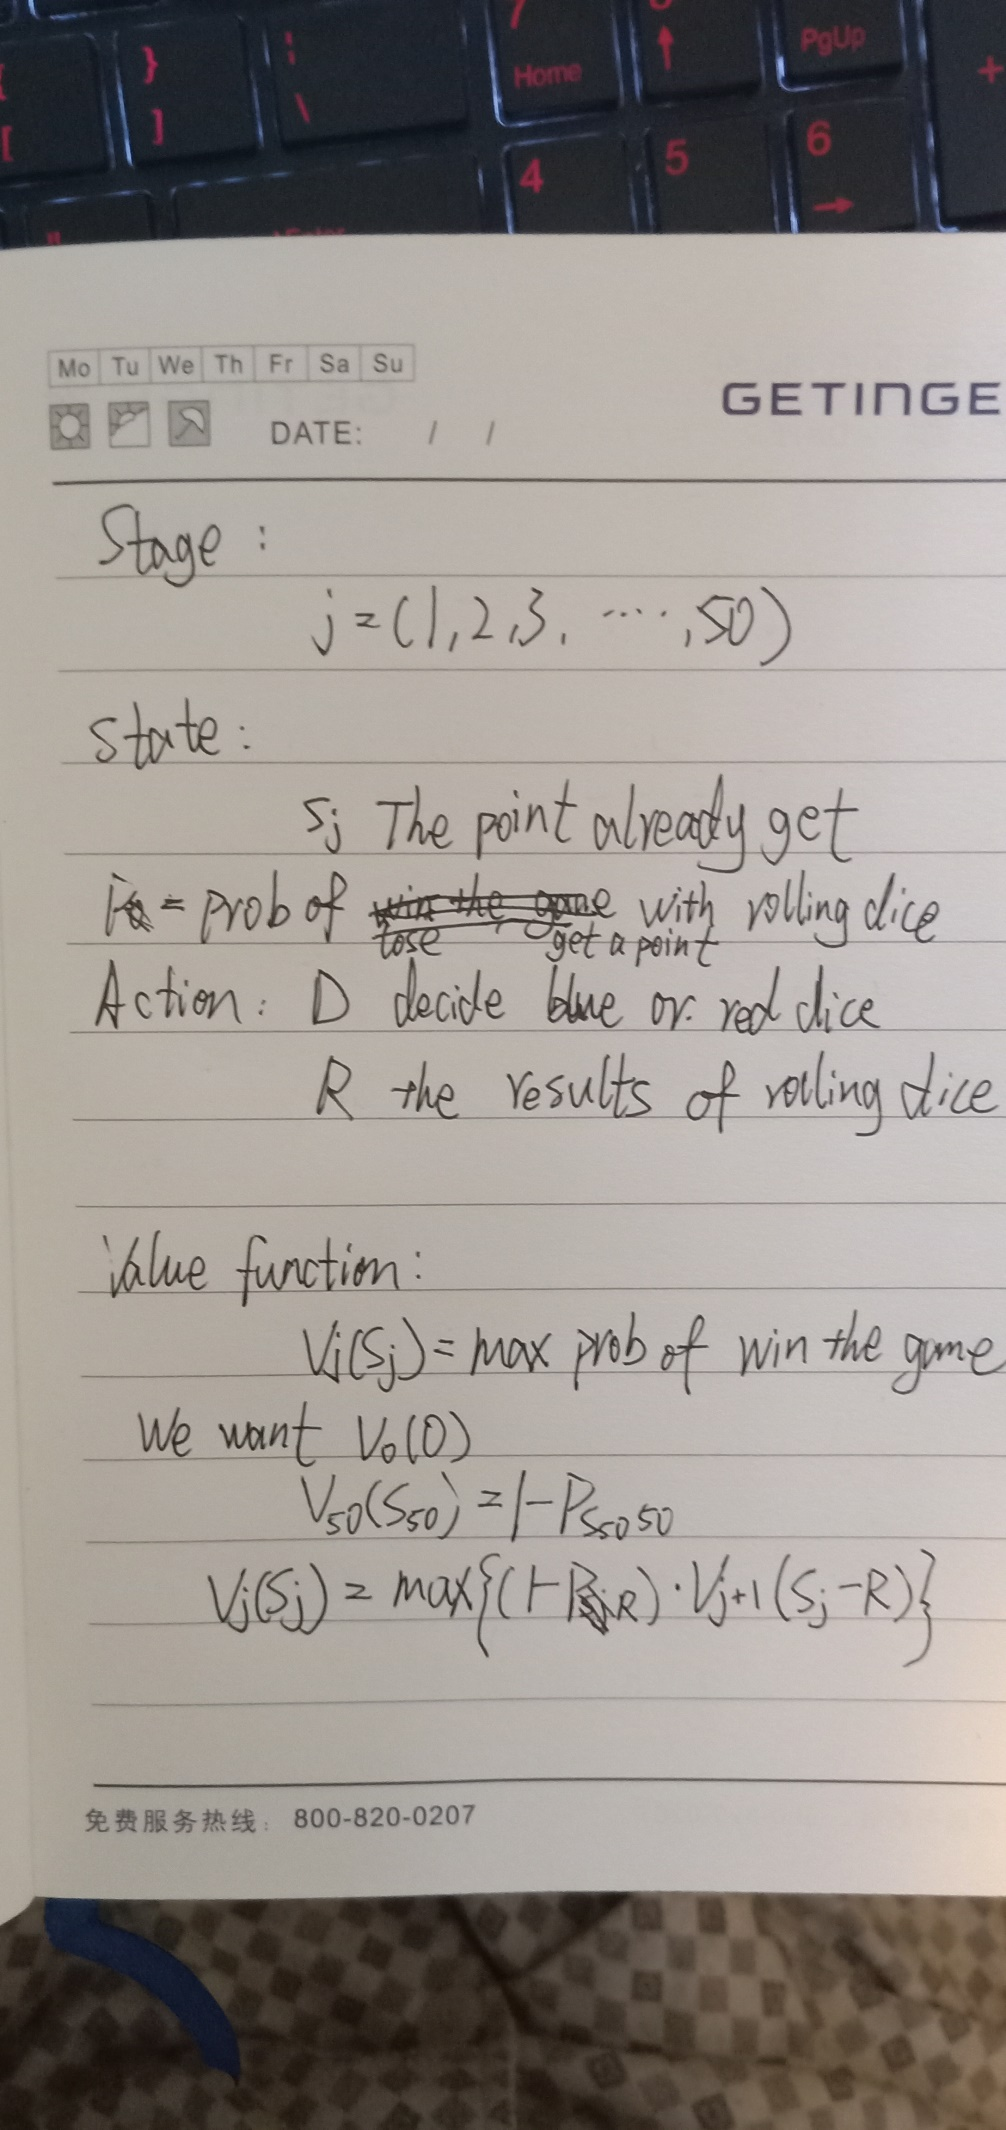 7
Home
PgUp
+
}
]
[
\
4
5
6
Mo Tu We Th Fr Sa Su
GETINGE
DATE: / /
Stage :
j = (1, 2, 3, ...., 50)
State :
Sj The point already get
= prob of lose get a point with rolling dice
Action : D decide blue or red dice
R the results of rolling dice
Value function :
Vj(Sj) = max prob of win the game
We want V0(0)
V50(S50) = 1 - PS50 50
Vj(Sj) = max{(1- R) · Vj+1 (Sj - R)}
免费服务热线: 800-820-0207